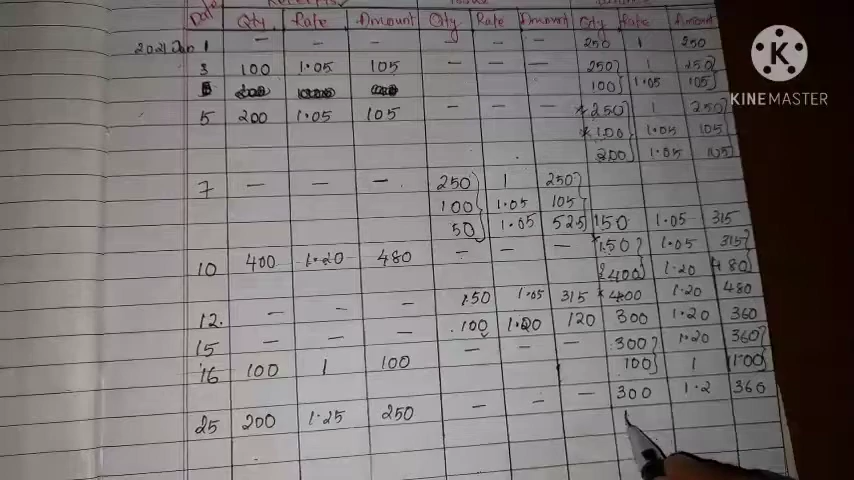 Date Qty Rate Amount Qty Rate Amount Qty Rate Amount
2021 Jan 1 — — — — — — 250 1 250
3 100 1.05 105 — — — 250 1 250
100 1.05 105
5 200 1.05 105 — — — 250 1 250
100 1.05 105
200 1.05 105
7 — — — 250 1 250
100 1.05 105
50 1.05 525 150 1.05 315
150 1.05 315
10 400 1.20 480 — — — 400 1.20 480
12. — — — 150 1.05 315 400 1.20 480
15 — — — 100 1.20 120 300 1.20 360
— — — 300 1.20 360
16 100 1 100 100 1 100
25 200 1.25 250 — — — 300 1.2 360
KINEMASTER